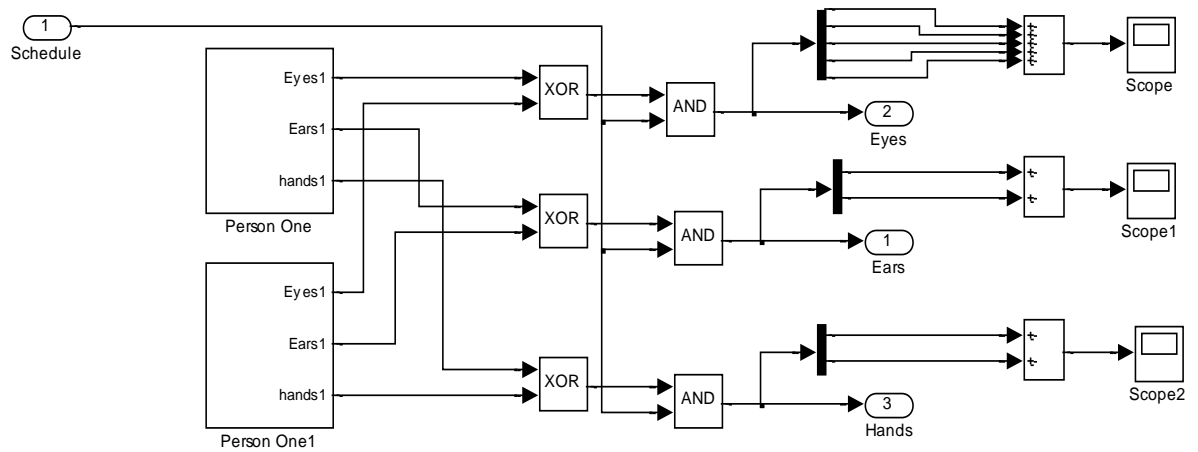 1
Schedule
Eyes1
Ears1
hands1
Person One
Eyes1
Ears1
hands1
Person One1
XOR
XOR
XOR
AND
AND
AND
2
Eyes
1
Ears
3
Hands
+
+
+
+
+
+
+
+
+
Scope
Scope1
Scope2